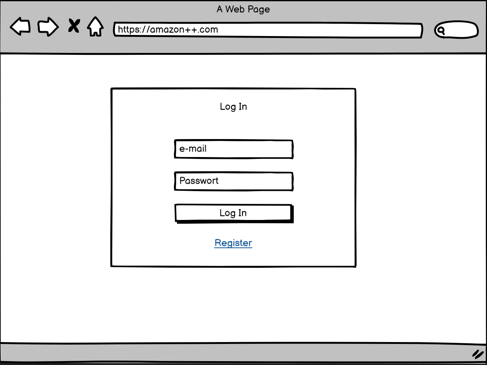 A Web Page
https://amazon++.com
Log In
e-mail
Passwort
Log In
Register